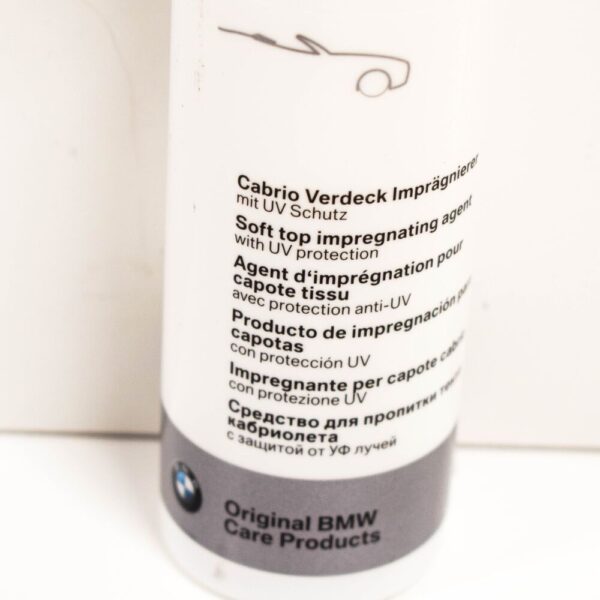 Cabrio Verdeck Imprägnierer
mit UV Schutz
Soft top impregnating agent
with UV protection
Agent d'imprégnation pour
capote tissu
avec protection anti-UV
Producto de impregnación
capotas
con protección UV
Impregnante per capote
con protezione UV
Средство для пропитки
кабриолета
с защитой от УФ лучей
Original BMW
Care Products